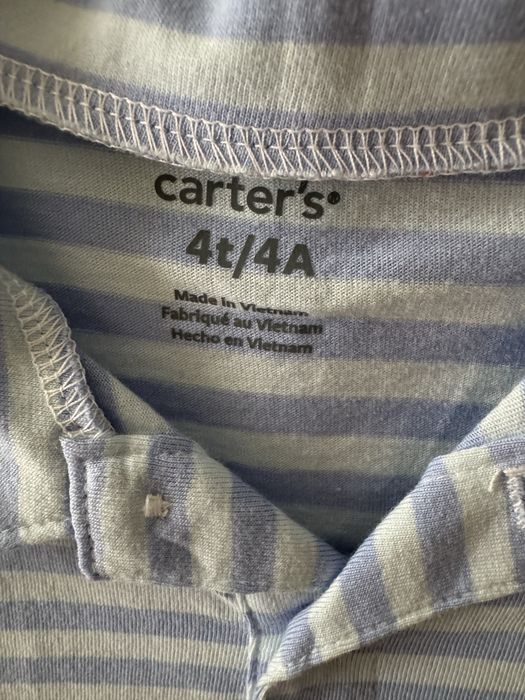 carter's®
4t/4A
Made in Vietnam
Fabriqué au Vietnam
Hecho en Vietnam